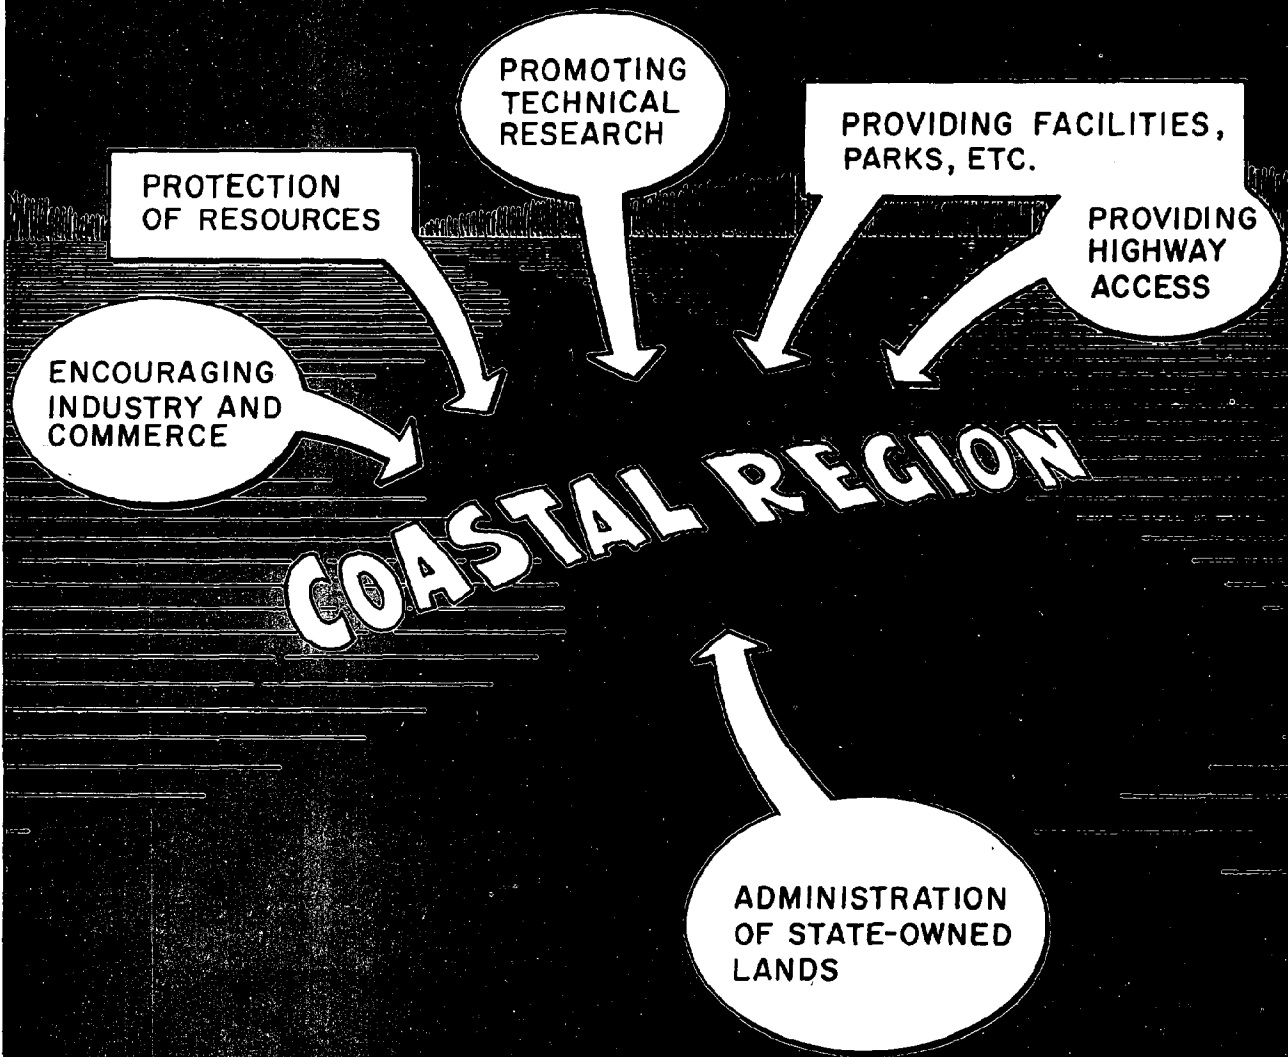 PROMOTING
TECHNICAL
RESEARCH
PROVIDING FACILITIES,
PARKS, ETC.
PROTECTION
OF RESOURCES
PROVIDING
HIGHWAY
ACCESS
ENCOURAGING
INDUSTRY AND
COMMERCE
COASTAL REGION
ADMINISTRATION
OF STATE-OWNED
LANDS